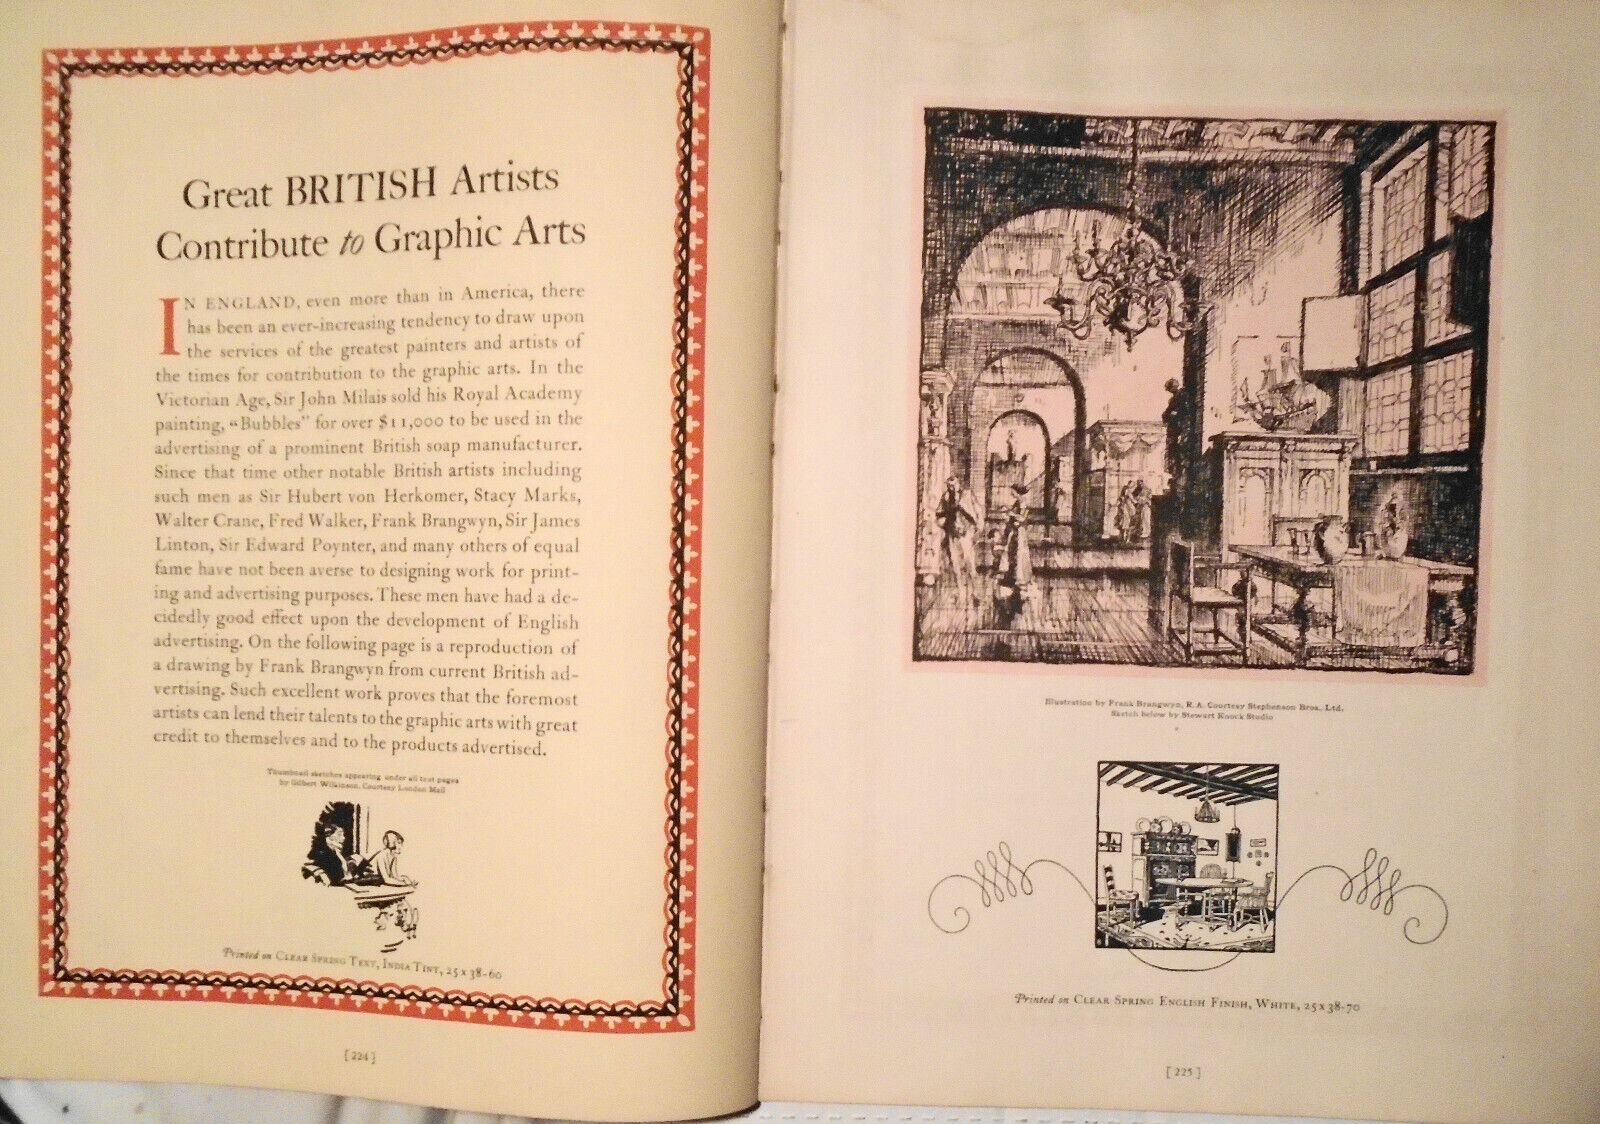 Great BRITISH Artists
Contribute to Graphic Arts
IN ENGLAND, even more than in America, there
has been an ever-increasing tendency to draw upon
the services of the greatest painters and artists of
the times for contribution to the graphic arts. In the
Victorian Age, Sir John Milais sold his Royal Academy
painting, “Bubbles” for over $11,000 to be used in the
advertising of a prominent British soap manufacturer.
Since that time other notable British artists including
such men as Sir Hubert von Herkomer, Stacy Marks,
Walter Crane, Fred Walker, Frank Brangwyn, Sir James
Linton, Sir Edward Poynter, and many others of equal
fame have not been averse to designing work for print-
ing and advertising purposes. These men have had a de-
cidedly good effect upon the development of English
advertising. On the following page is a reproduction of
a drawing by Frank Brangwyn from current British ad-
vertising. Such excellent work proves that the foremost
artists can lend their talents to the graphic arts with great
credit to themselves and to the products advertised.
Thumbnail sketches appearing under all text pages
by Gilbert Wilkinson, Courtesy London Mail
Printed on CLEAR SPRING TEXT, INDIA TINT, 25 x 38-60
[ 224 ]
Illustration by Frank Brangwyn, R. A. Courtesy Stephenson Bros., Ltd.
Sketch below by Stewart Knock Studio
Printed on CLEAR SPRING ENGLISH FINISH, WHITE, 25 x 38-70
[ 225 ]